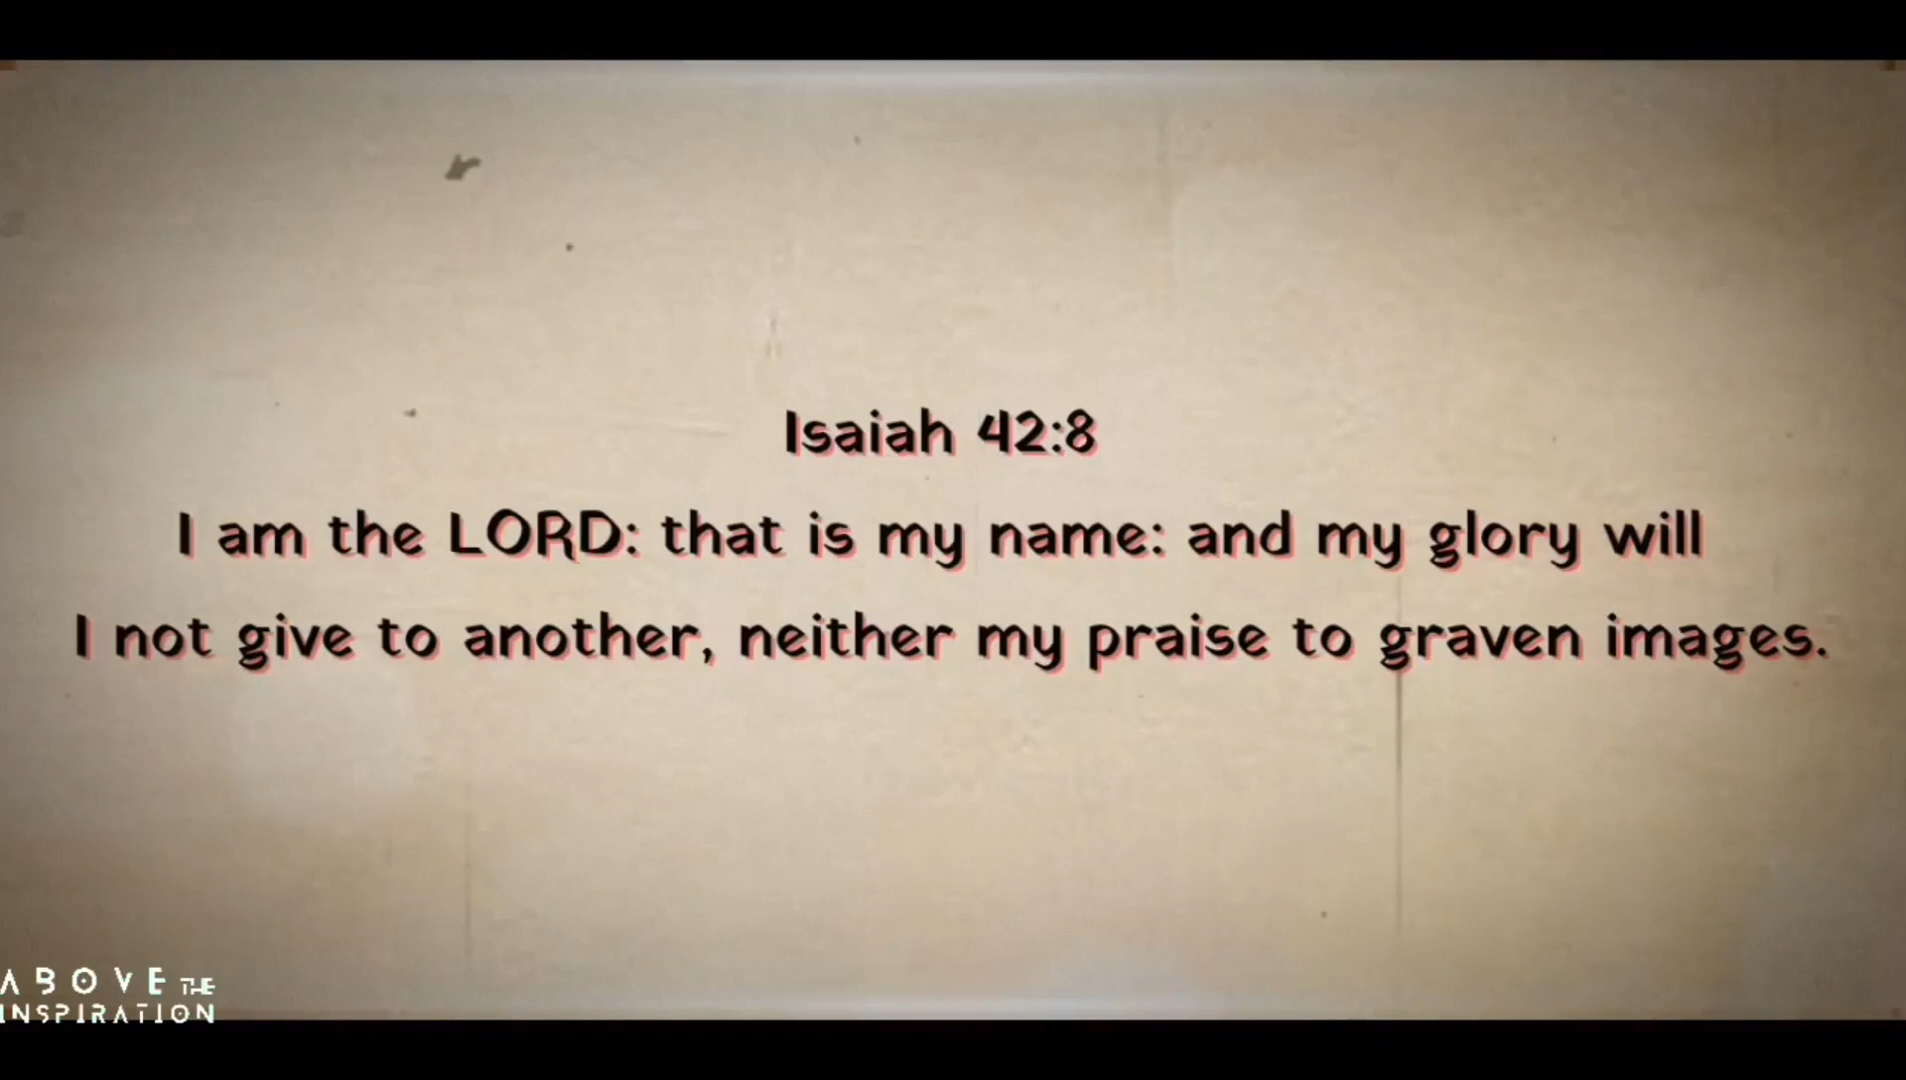 Isaiah 42:8
I am the LORD: that is my name: and my glory will
I not give to another, neither my praise to graven images.
ABOVE THE
INSPIRATION